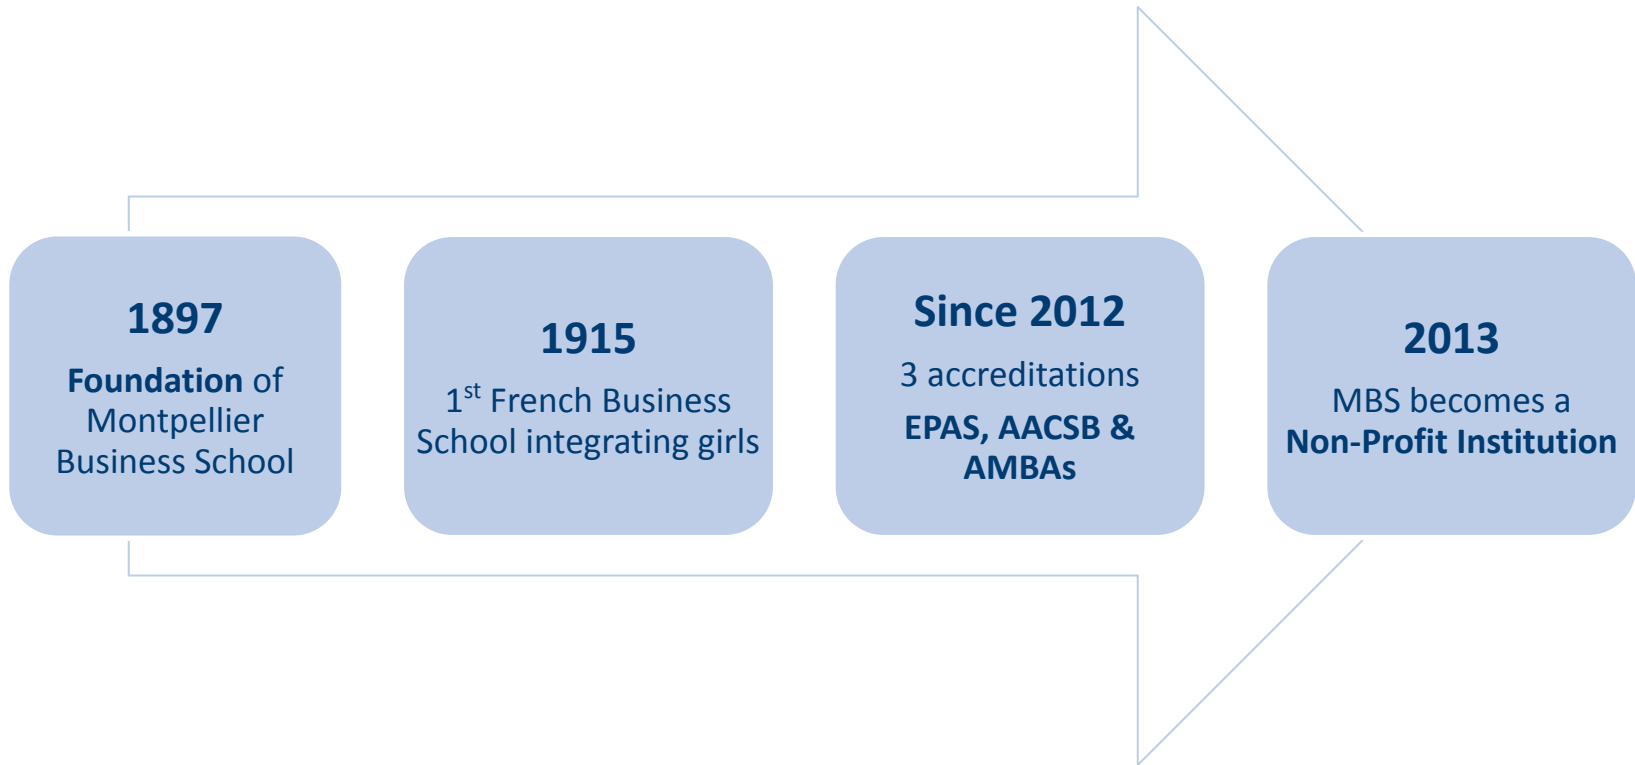 1897
Foundation of
Montpellier
Business School
1915
1st French Business
School integrating girls
Since 2012
3 accreditations
EPAS, AACSB &
AMBAs
2013
MBS becomes a
Non-Profit Institution